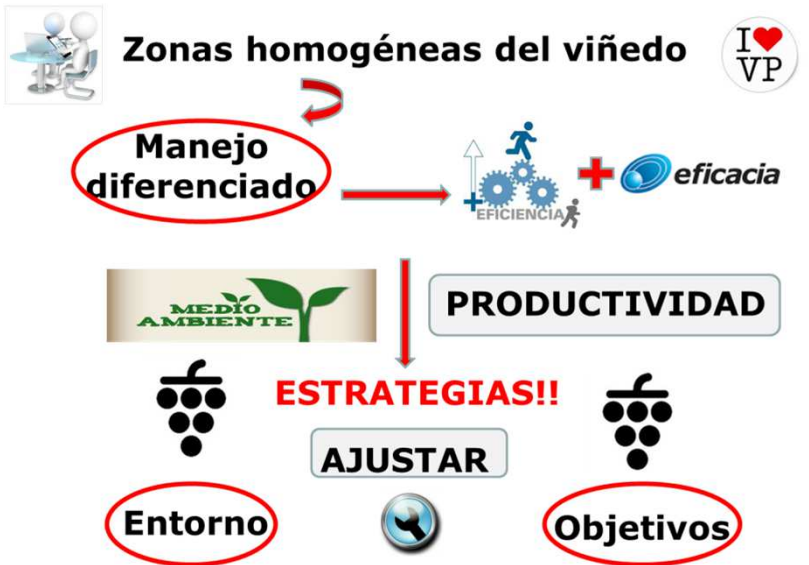 Zonas homogéneas del viñedo
I❤
VP
Manejo
diferenciado
EFICIENCIA
eficacia
MEDIO
AMBIENTE
PRODUCTIVIDAD
ESTRATEGIAS!!
AJUSTAR
Entorno
Objetivos